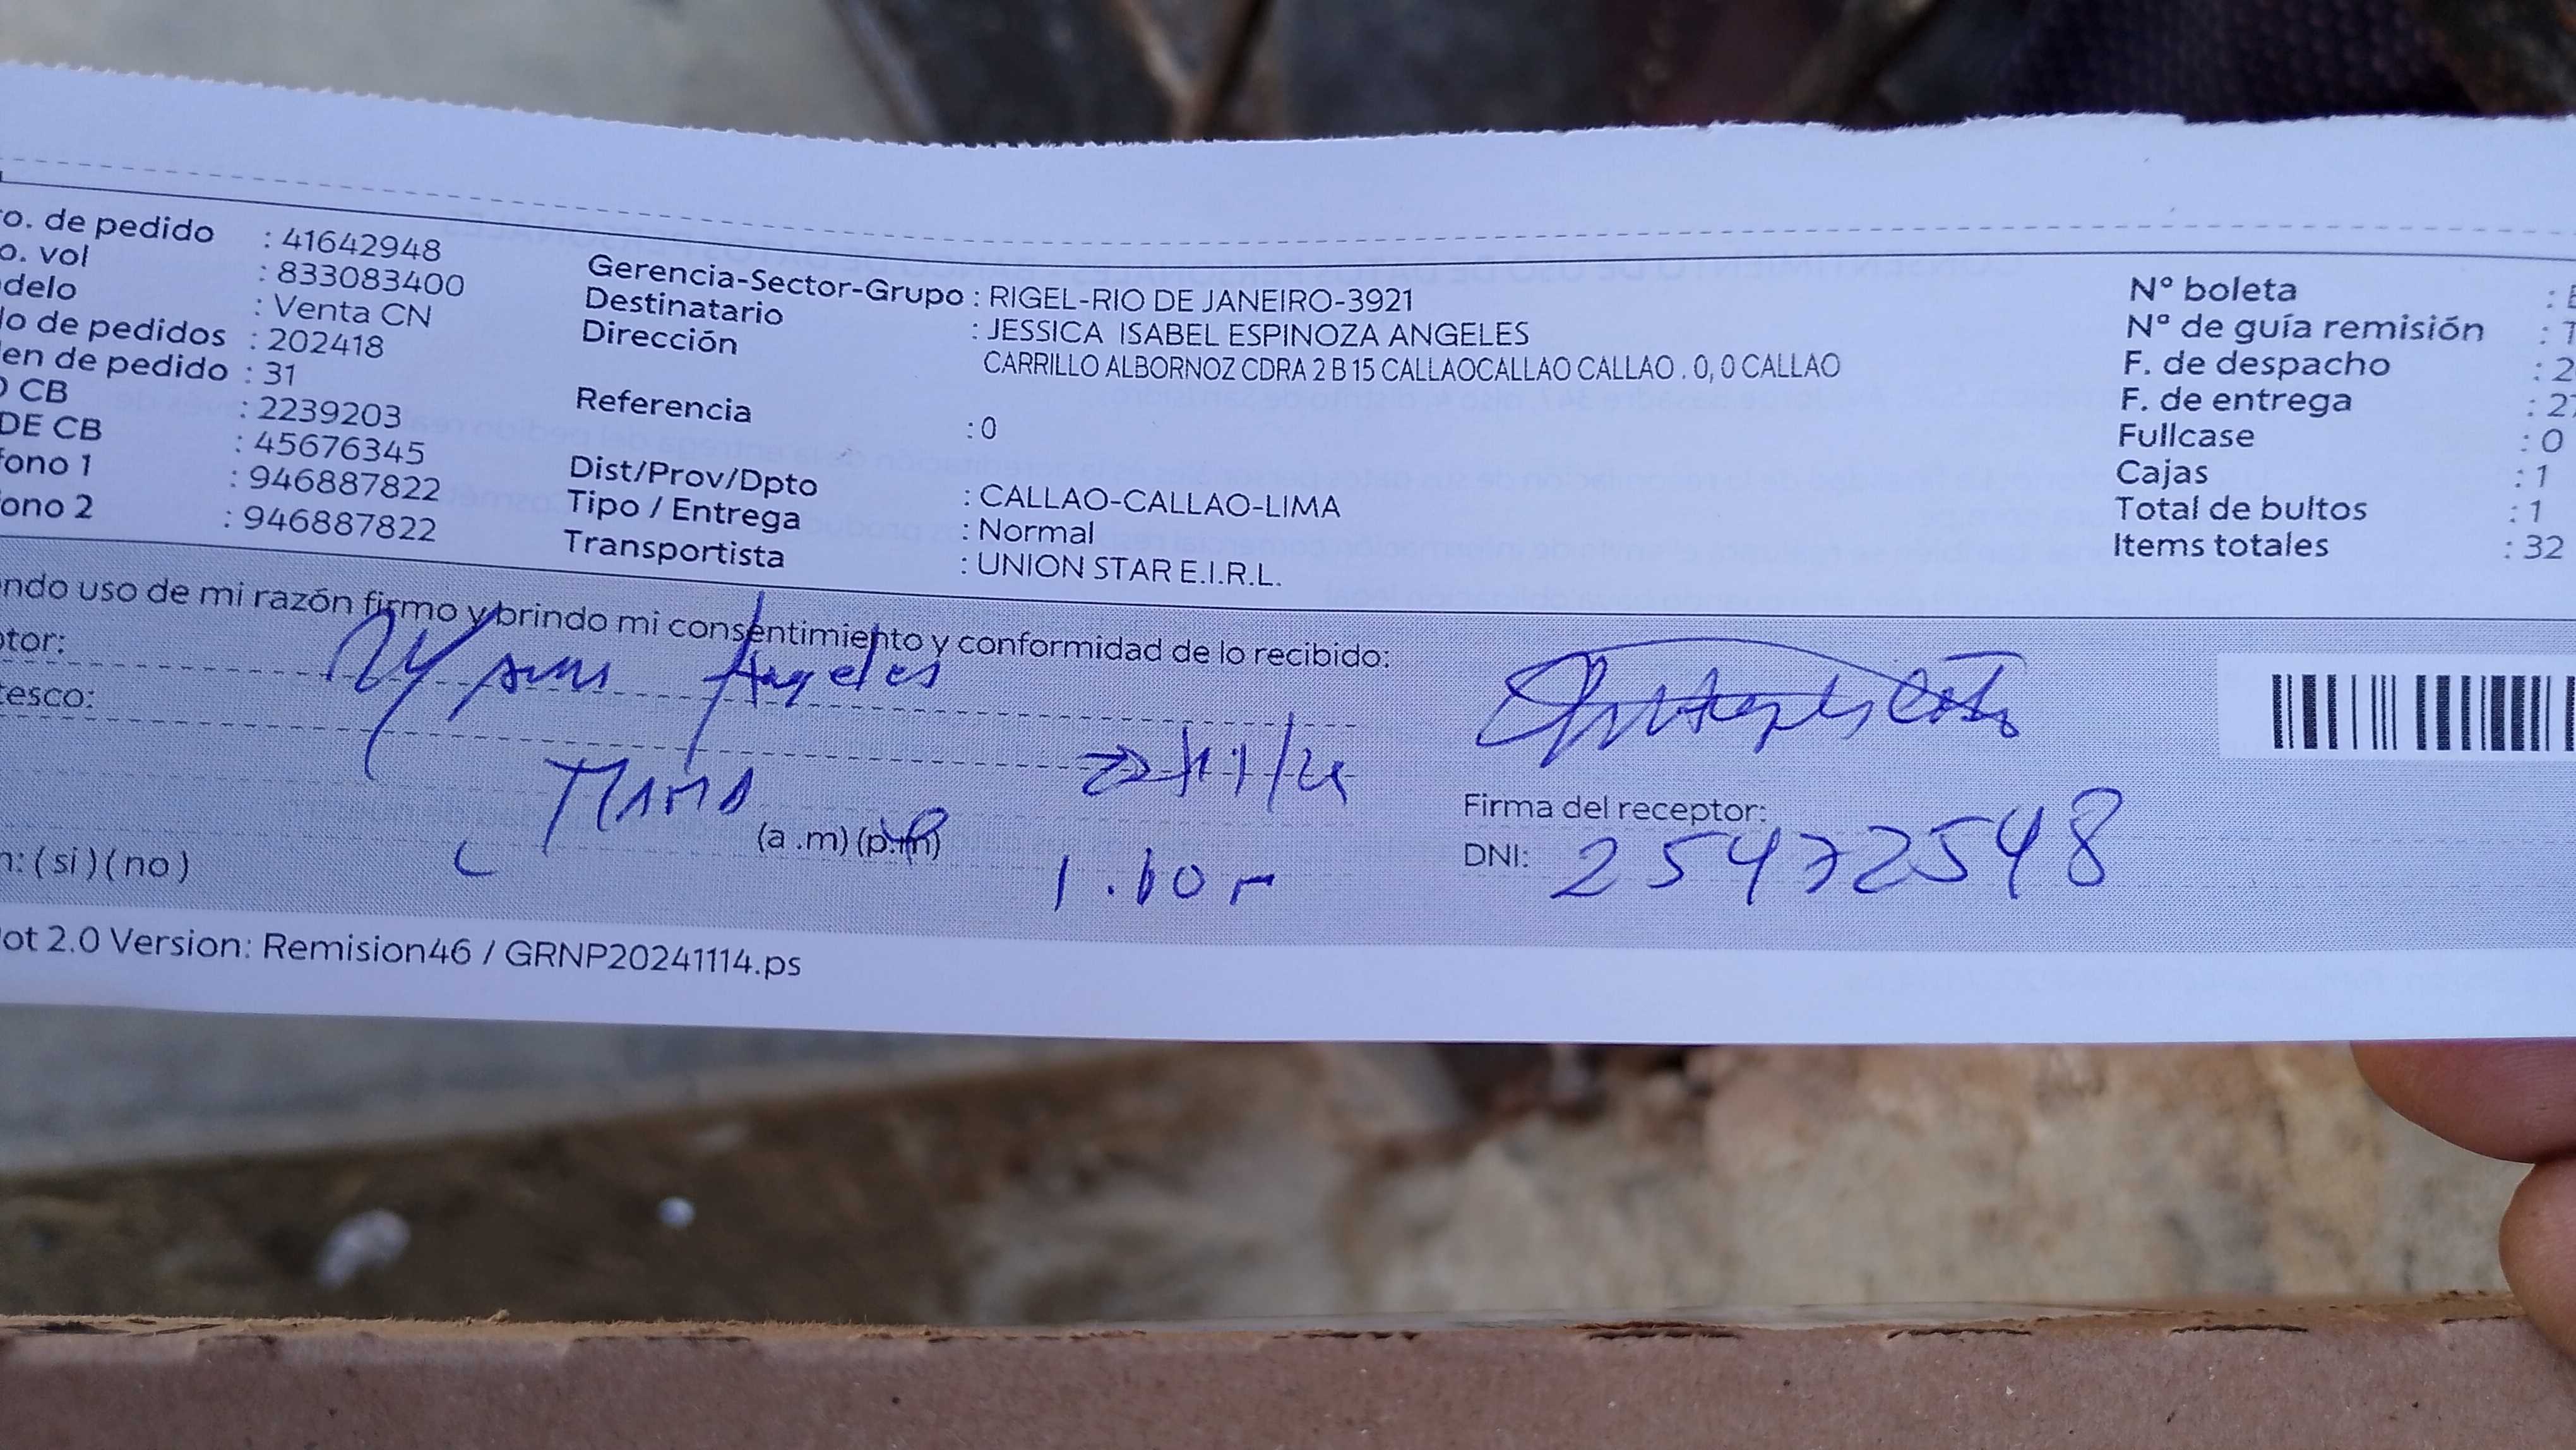 o. de pedido : 41642948
o. vol : 833083400
delo : Venta CN
lo de pedidos : 202418
en de pedido : 31
O CB : 2239203
DE CB : 45676345
fono 1 : 946887822
ono 2 : 946887822
Gerencia-Sector-Grupo : RIGEL-RIO DE JANEIRO-3921
Destinatario : JESSICA ISABEL ESPINOZA ANGELES
Dirección CARRILLO ALBORNOZ CDRA 2 B 15 CALLAOCALLAO CALLAO . 0, 0 CALLAO
Referencia : 0
Dist/Prov/Dpto : CALLAO-CALLAO-LIMA
Tipo / Entrega : Normal
Transportista : UNION STAR E.I.R.L.
N° boleta :
N° de guía remisión :
F. de despacho : 2
F. de entrega : 2
Fullcase : 0
Cajas : 1
Total de bultos : 1
Items totales : 32
ndo uso de mi razón firmo y brindo mi consentimiento y conformidad de lo recibido:
tor: Angeles
tesco:
(a .m) (p.m)
Firma del receptor:
n: ( si ) ( no )
DNI: 25472548
ot 2.0 Version: Remision46 / GRNP20241114.ps